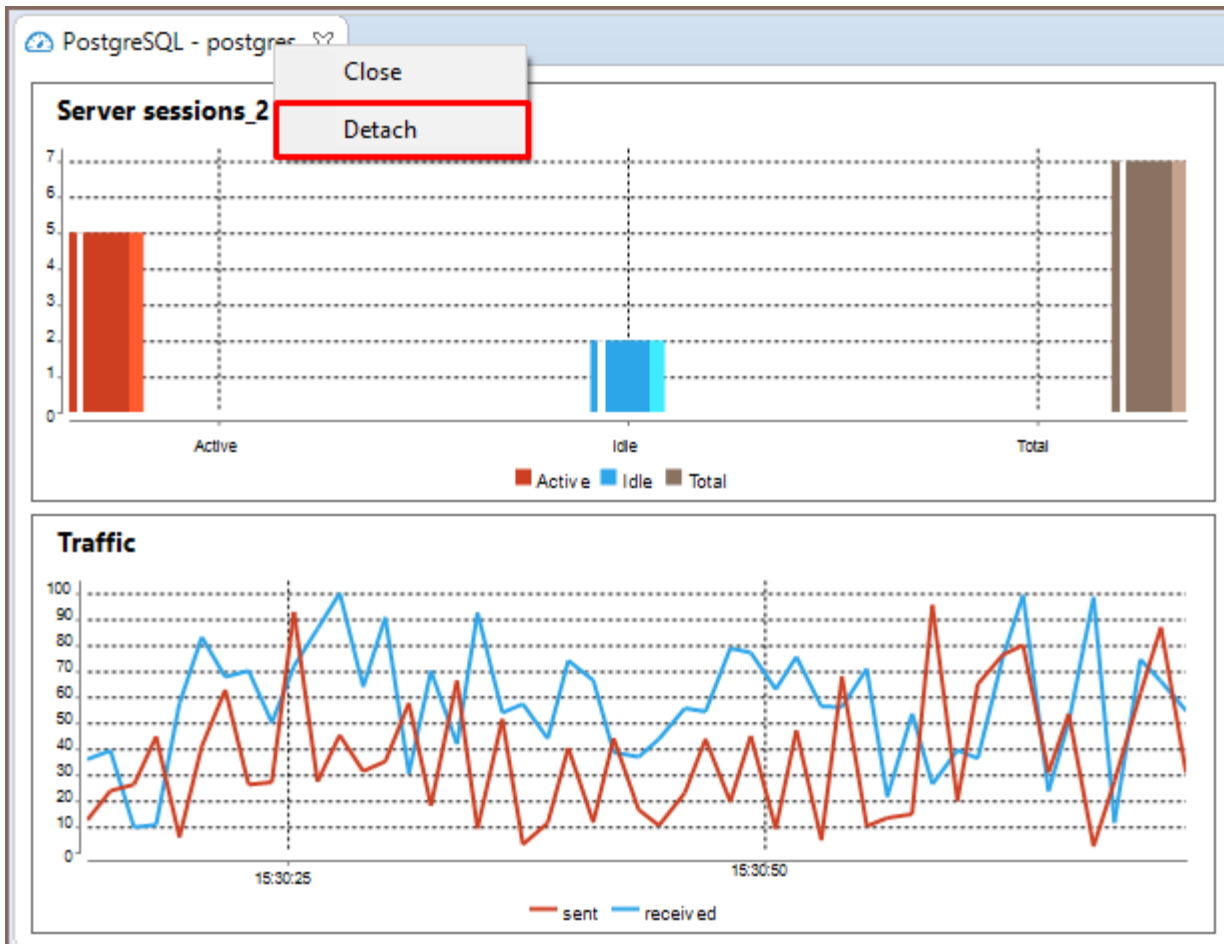 PostgreSQL - postgres
Close
Detach
Server sessions_2
7
6
5
4
3
2
1
0
Active Idle Total
Active Idle Total
Traffic
100
90
80
70
60
50
40
30
20
10
0
15:30:25 15:30:50
sent received